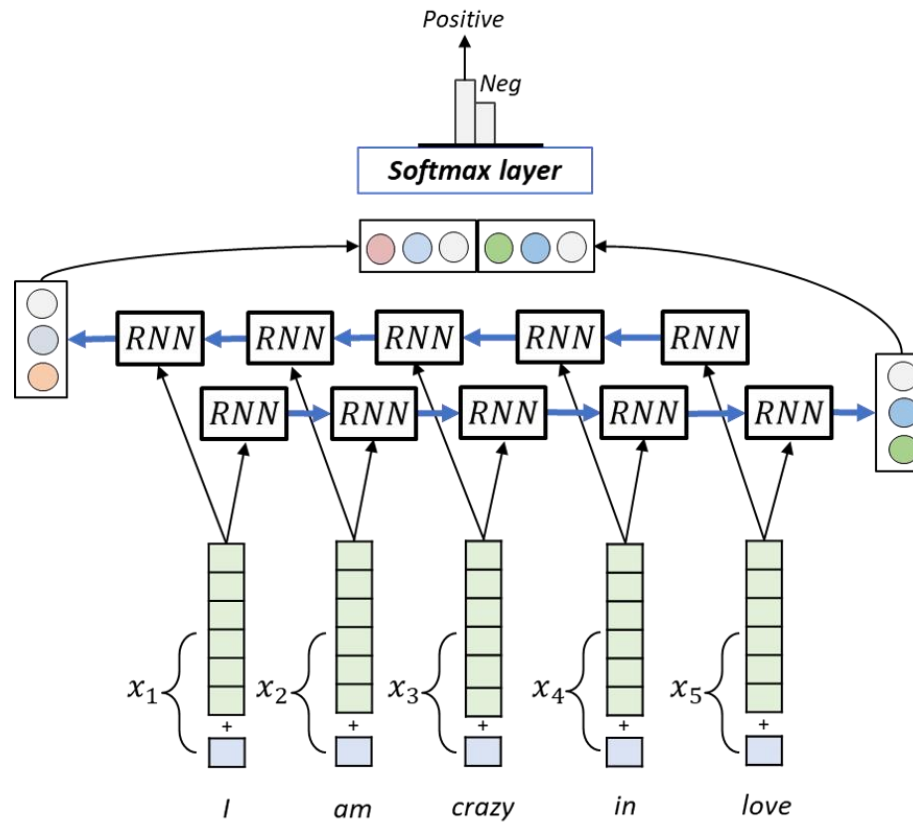 Positive
Neg
Softmax layer
RNN RNN RNN RNN RNN
RNN RNN RNN RNN RNN
x₁ x₂ x₃ x₄ x₅
+ + + + +
I am crazy in love